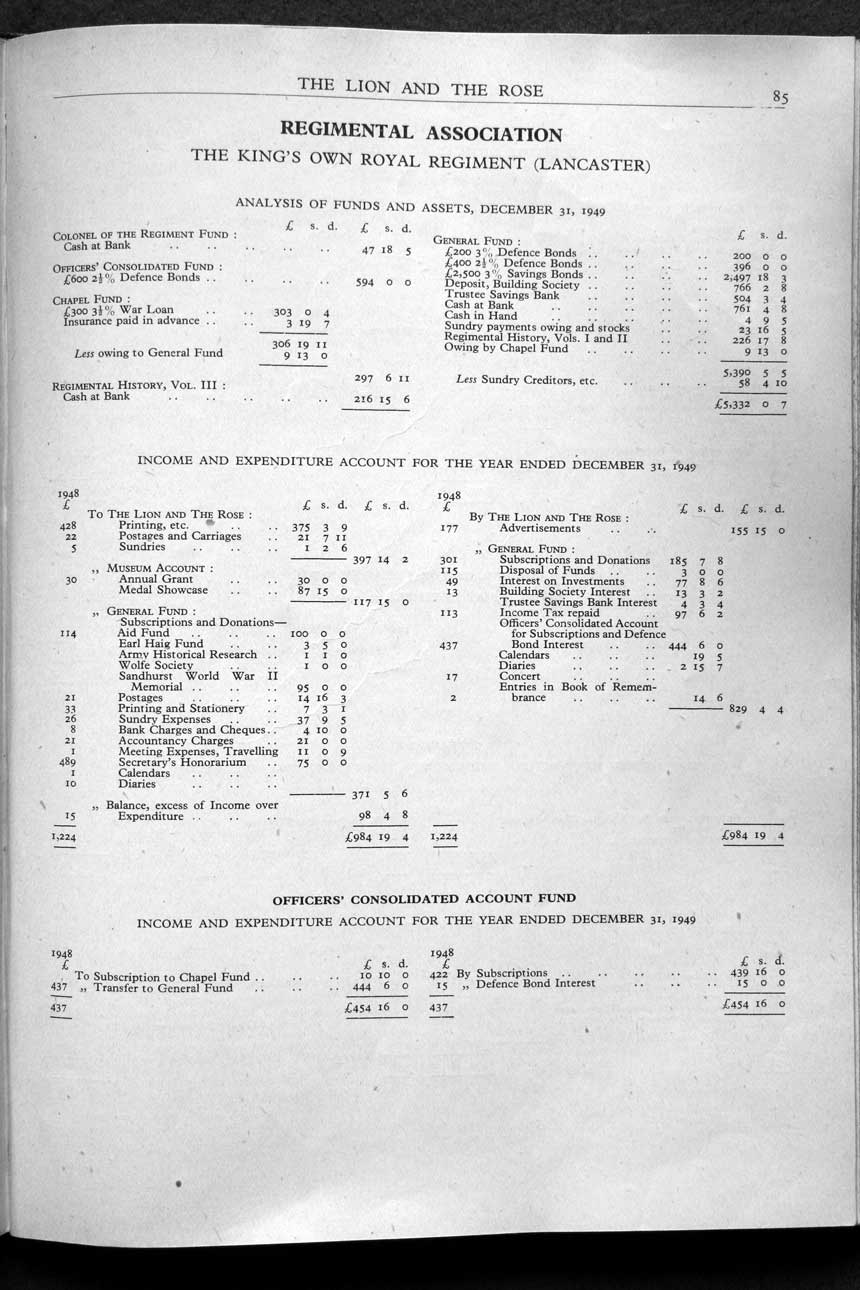 THE LION AND THE ROSE 85
REGIMENTAL ASSOCIATION
THE KING'S OWN ROYAL REGIMENT (LANCASTER)
ANALYSIS OF FUNDS AND ASSETS, DECEMBER 31, 1949
£ s. d. £ s. d.
COLONEL OF THE REGIMENT FUND :
Cash at Bank .. .. .. .. .. 47 18 5
OFFICERS' CONSOLIDATED FUND :
£600 2½% Defence Bonds .. .. .. .. 594 0 0
CHAPEL FUND :
£300 3½% War Loan .. .. 303 0 4
Insurance paid in advance .. .. 3 19 7
306 19 11
Less owing to General Fund 9 13 0
297 6 11
REGIMENTAL HISTORY, VOL. III :
Cash at Bank .. .. .. .. .. 216 15 6
£ s. d.
GENERAL FUND :
£200 3% Defence Bonds .. .. .. .. 200 0 0
£400 2½% Defence Bonds .. .. .. .. 396 0 0
£2,500 3% Savings Bonds .. .. .. .. 2,497 18 3
Deposit, Building Society .. .. .. .. 766 2 8
Trustee Savings Bank .. .. .. .. 504 3 4
Cash at Bank .. .. .. .. .. 761 4 8
Cash in Hand .. .. .. .. .. 4 9 5
Sundry payments owing and stocks .. .. 23 16 5
Regimental History, Vols. I and II .. .. 226 17 8
Owing by Chapel Fund .. .. .. .. 9 13 0
5,390 5 5
Less Sundry Creditors, etc. .. .. .. 58 4 10
£5,332 0 7
INCOME AND EXPENDITURE ACCOUNT FOR THE YEAR ENDED DECEMBER 31, 1949
1948
£ £ s. d. £ s. d.
To THE LION AND THE ROSE :
428 Printing, etc. .. .. 375 3 9
22 Postages and Carriages .. 21 7 11
5 Sundries .. .. .. 1 2 6
397 14 2
,, MUSEUM ACCOUNT :
30 Annual Grant .. .. 30 0 0
Medal Showcase .. .. 87 15 0
117 15 0
,, GENERAL FUND :
Subscriptions and Donations—
114 Aid Fund .. .. .. 100 0 0
Earl Haig Fund .. .. 3 5 0
Army Historical Research .. 1 1 0
Wolfe Society .. .. 1 0 0
Sandhurst World War II
Memorial .. .. .. 95 0 0
21 Postages .. .. .. 14 16 3
33 Printing and Stationery .. 7 3 1
26 Sundry Expenses .. .. 37 9 5
8 Bank Charges and Cheques .. 4 10 0
21 Accountancy Charges .. 21 0 0
1 Meeting Expenses, Travelling 11 0 9
489 Secretary's Honorarium .. 75 0 0
1 Calendars .. .. ..
10 Diaries .. .. ..
371 5 6
,, Balance, excess of Income over
15 Expenditure .. .. .. 98 4 8
1,224 £984 19 4
1948
£ £ s. d. £ s. d.
By THE LION AND THE ROSE :
177 Advertisements .. .. 155 15 0
,, GENERAL FUND :
301 Subscriptions and Donations 185 7 8
115 Disposal of Funds .. .. 3 0 0
49 Interest on Investments .. 77 8 6
13 Building Society Interest .. 13 3 2
Trustee Savings Bank Interest 4 3 4
113 Income Tax repaid .. 97 6 2
Officers' Consolidated Account
for Subscriptions and Defence
437 Bond Interest .. .. 444 6 0
Calendars .. .. .. 19 5
Diaries .. .. .. 2 15 7
17 Concert .. .. ..
Entries in Book of Remem-
2 brance .. .. .. 14 6
829 4 4
1,224 £984 19 4
OFFICERS' CONSOLIDATED ACCOUNT FUND
INCOME AND EXPENDITURE ACCOUNT FOR THE YEAR ENDED DECEMBER 31, 1949
1948
£ £ s. d.
To Subscription to Chapel Fund .. .. .. 10 10 0
437 ,, Transfer to General Fund .. .. .. 444 6 0
437 £454 16 0
1948
£ £ s. d.
422 By Subscriptions .. .. .. .. .. 439 16 0
15 ,, Defence Bond Interest .. .. .. 15 0 0
437 £454 16 0